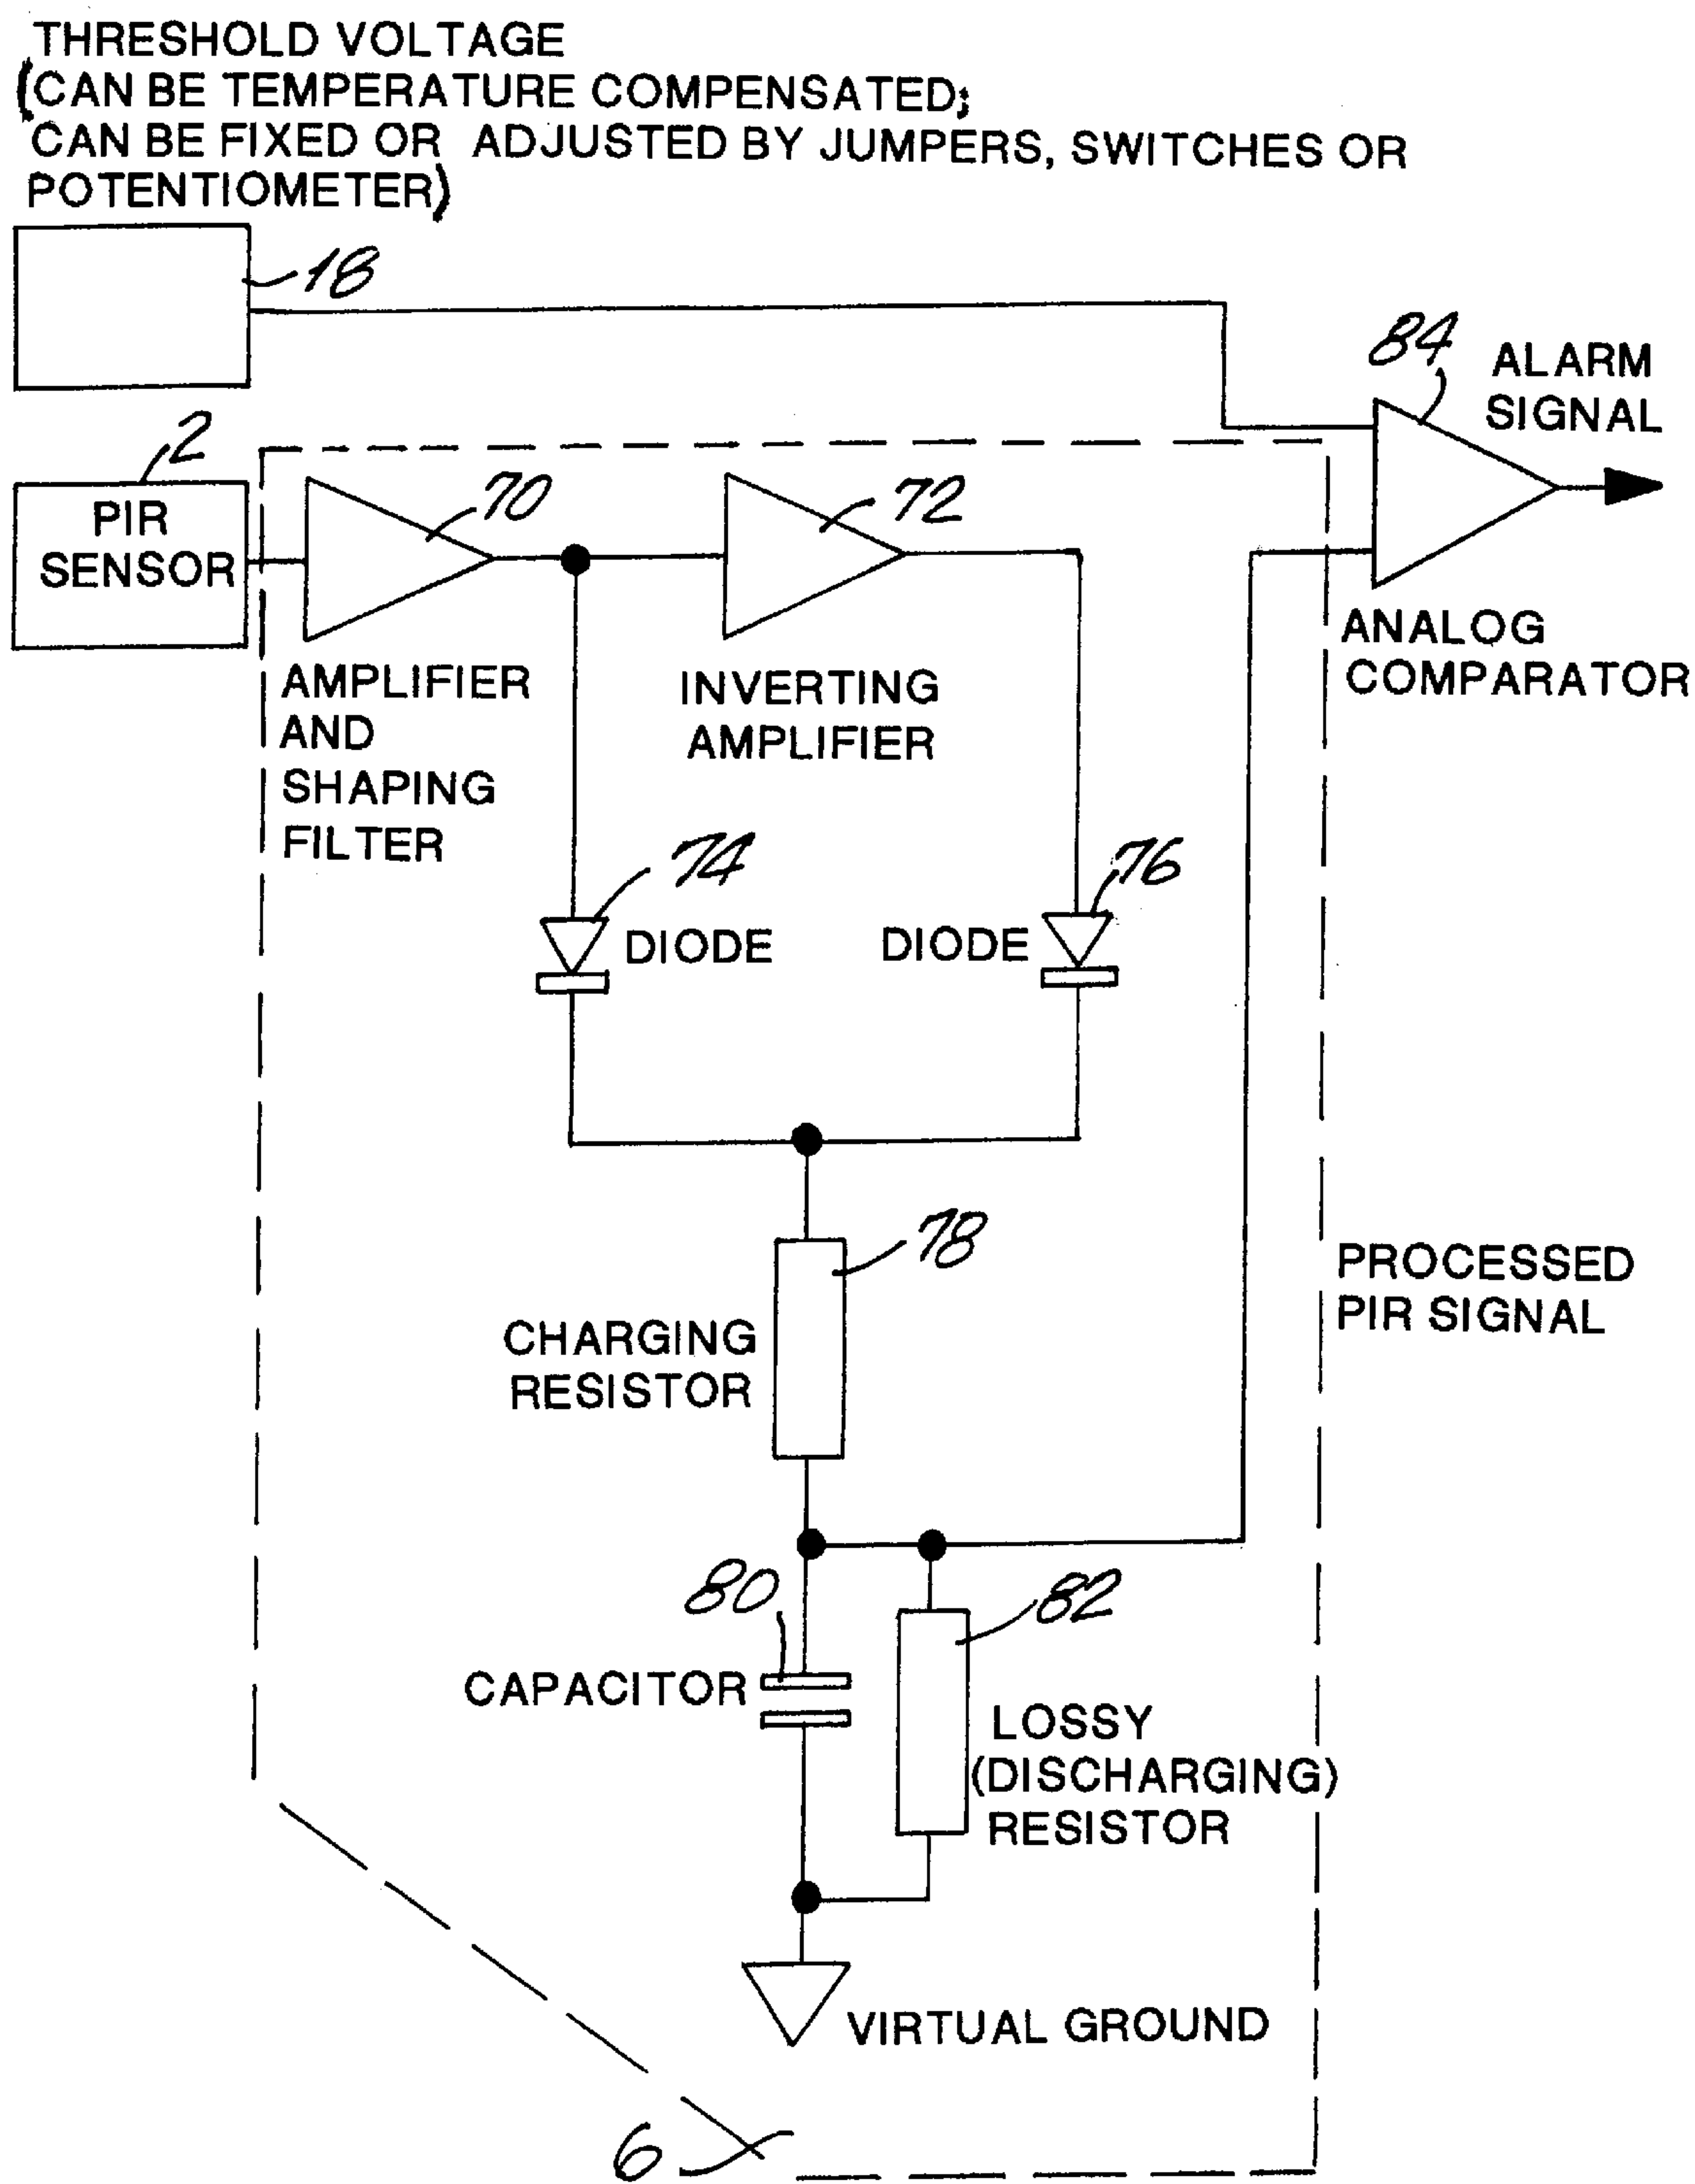 THRESHOLD VOLTAGE
(CAN BE TEMPERATURE COMPENSATED;
CAN BE FIXED OR ADJUSTED BY JUMPERS, SWITCHES OR
POTENTIOMETER)
18
84
ALARM
SIGNAL
2
PIR
SENSOR
70
72
AMPLIFIER
AND
SHAPING
FILTER
INVERTING
AMPLIFIER
ANALOG
COMPARATOR
74
DIODE
76
DIODE
78
CHARGING
RESISTOR
PROCESSED
PIR SIGNAL
80
CAPACITOR
82
LOSSY
(DISCHARGING)
RESISTOR
VIRTUAL GROUND
6